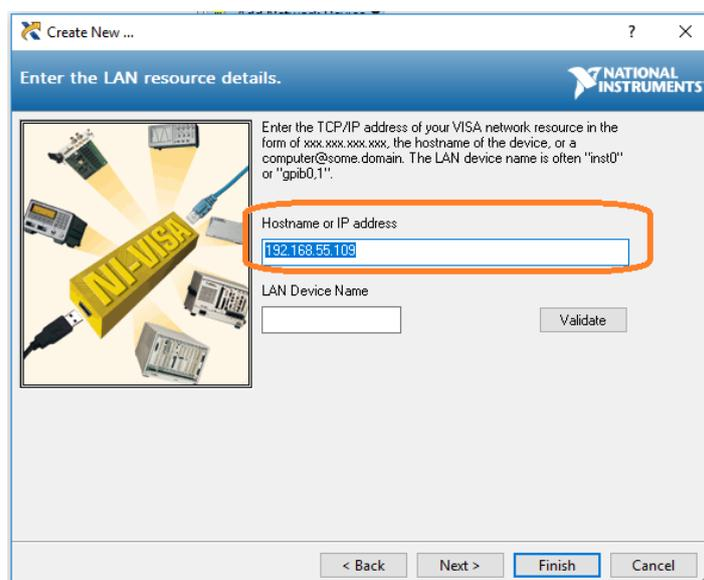 Create New ...
Enter the LAN resource details.
NATIONAL
INSTRUMENTS
Enter the TCP/IP address of your VISA network resource in the
form of xxx.xxx.xxx.xxx, the hostname of the device, or a
computer@some.domain. The LAN device name is often "inst0"
or "gpib0,1".
NI-VISA
Hostname or IP address
192.168.55.109
LAN Device Name
Validate
< Back Next > Finish Cancel